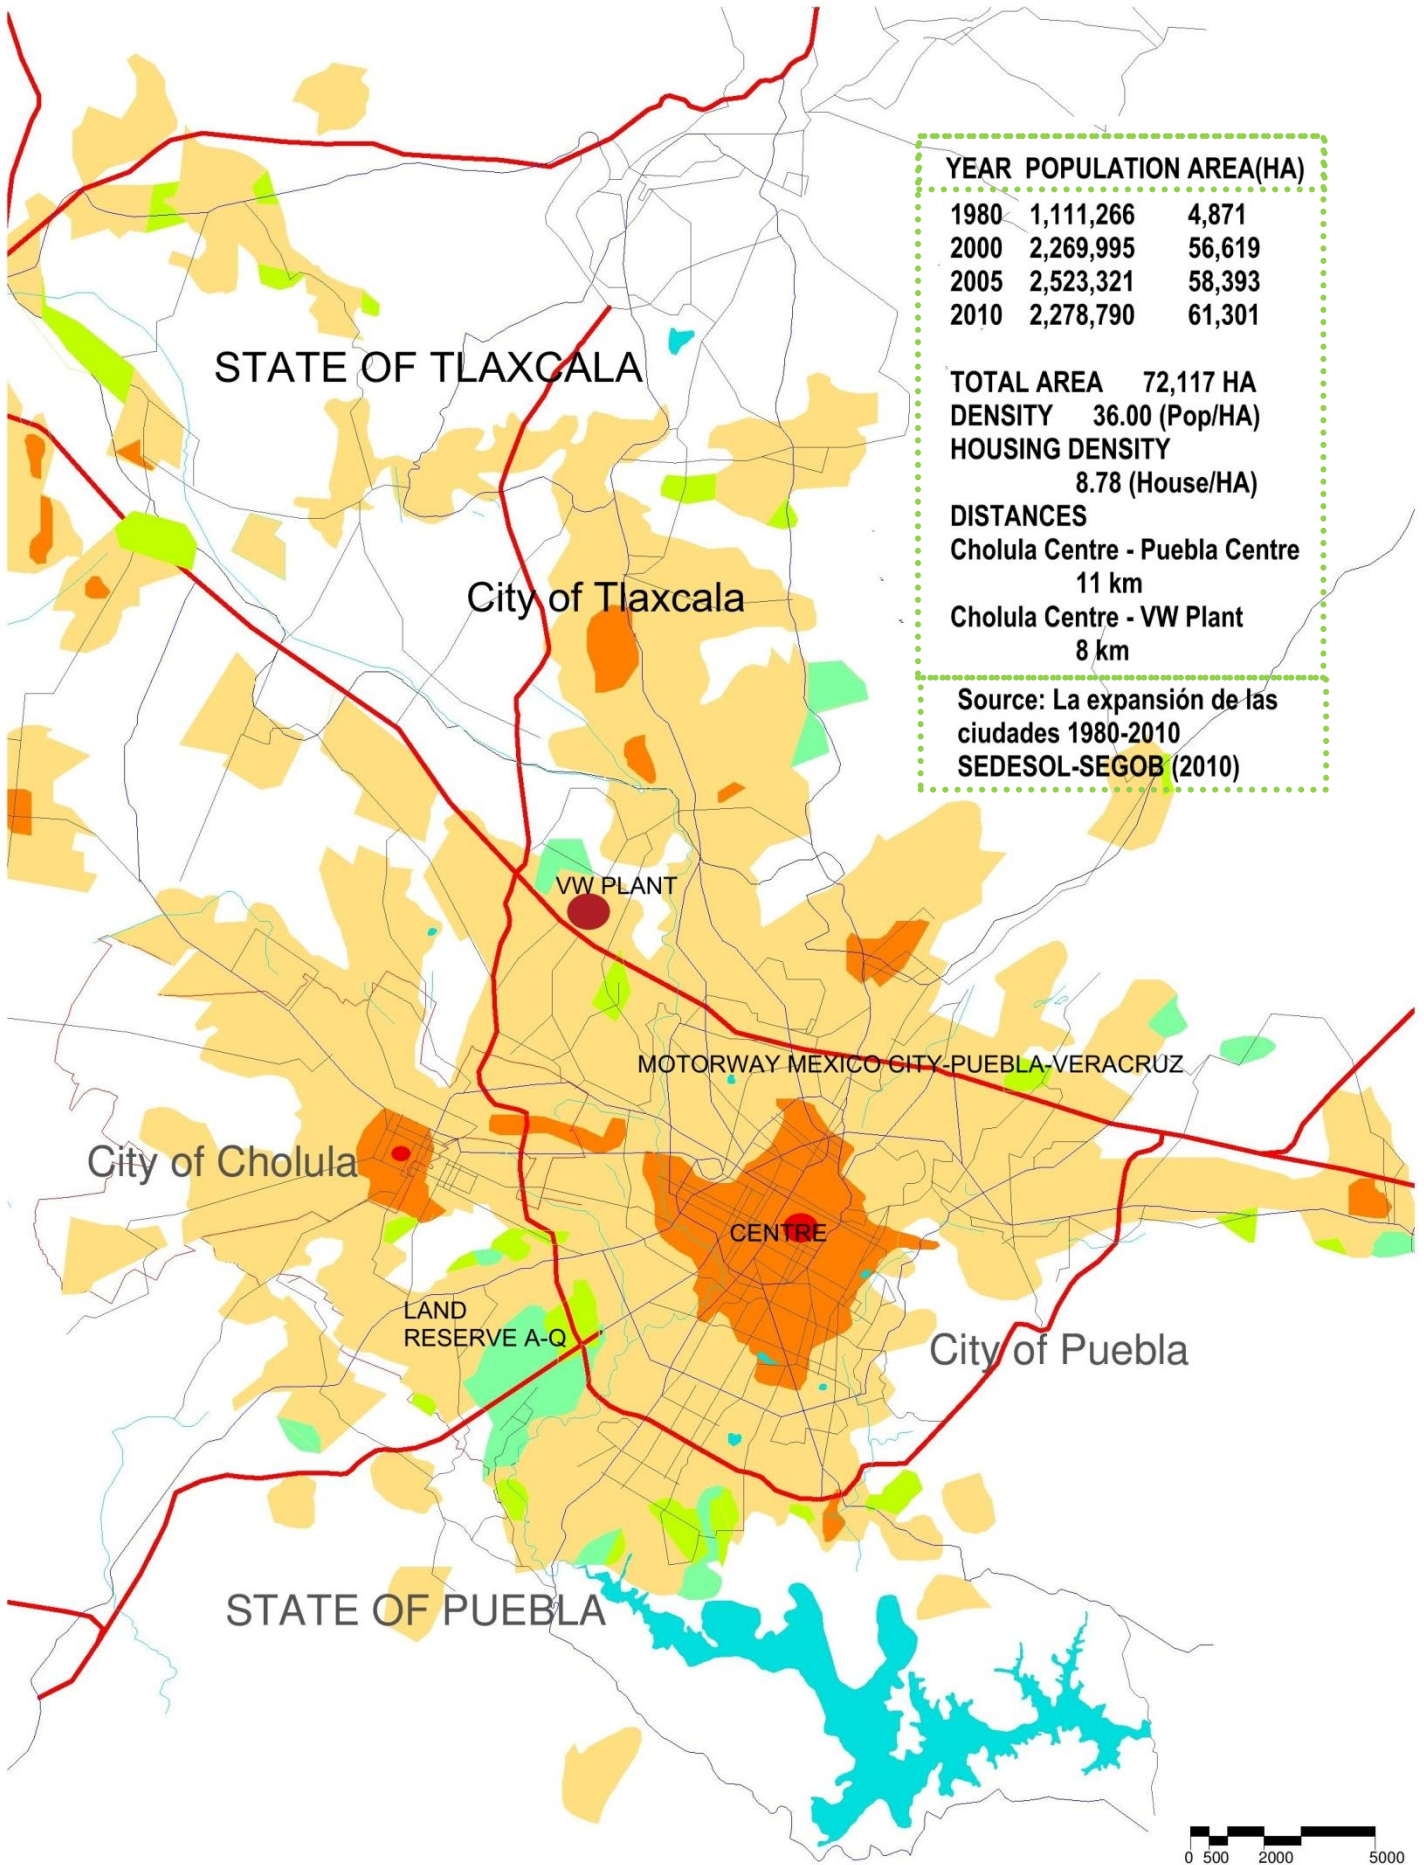 YEAR POPULATION AREA(HA)
1980 1,111,266 4,871
2000 2,269,995 56,619
2005 2,523,321 58,393
2010 2,278,790 61,301
TOTAL AREA 72,117 HA
DENSITY 36.00 (Pop/HA)
HOUSING DENSITY
8.78 (House/HA)
DISTANCES
Cholula Centre - Puebla Centre
11 km
Cholula Centre - VW Plant
8 km
Source: La expansión de las
ciudades 1980-2010
SEDESOL-SEGOB (2010)
STATE OF TLAXCALA
City of Tlaxcala
VW PLANT
MOTORWAY MEXICO CITY-PUEBLA-VERACRUZ
City of Cholula
CENTRE
LAND
RESERVE A-Q
City of Puebla
STATE OF PUEBLA
0 500 2000 5000